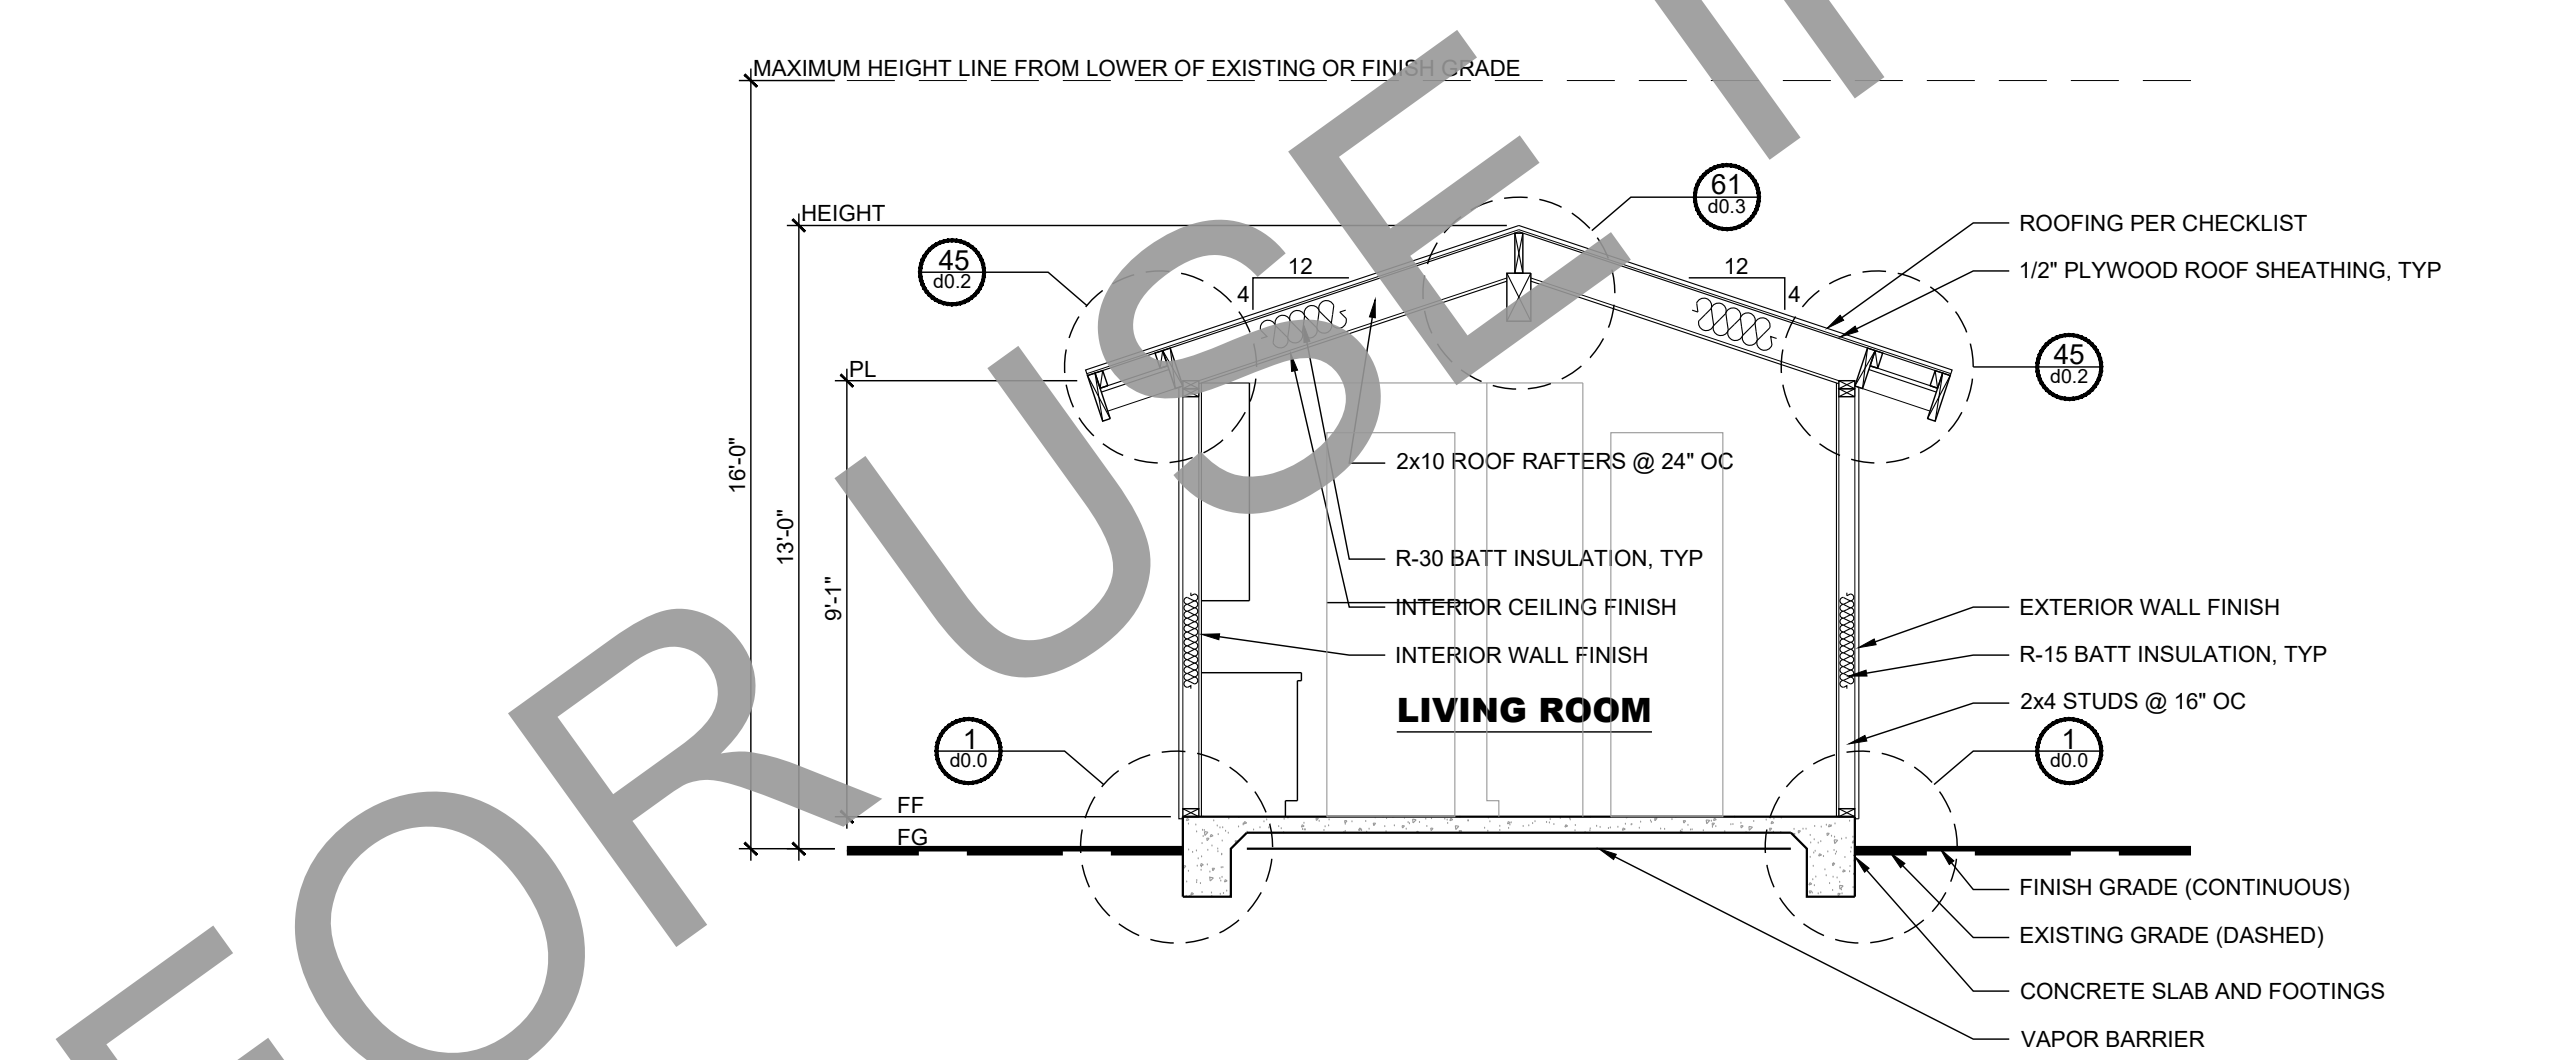 MAXIMUM HEIGHT LINE FROM LOWER OF EXISTING OR FINISH GRADE
61
d0.3
HEIGHT
ROOFING PER CHECKLIST
45
d0.2
12
4
12
4
1/2" PLYWOOD ROOF SHEATHING, TYP
45
d0.2
PL
16'-0"
13'-0"
9'-1"
2x10 ROOF RAFTERS @ 24" OC
R-30 BATT INSULATION, TYP
INTERIOR CEILING FINISH
INTERIOR WALL FINISH
LIVING ROOM
EXTERIOR WALL FINISH
R-15 BATT INSULATION, TYP
2x4 STUDS @ 16" OC
1
d0.0
1
d0.0
FF
FG
FINISH GRADE (CONTINUOUS)
EXISTING GRADE (DASHED)
CONCRETE SLAB AND FOOTINGS
VAPOR BARRIER
FOR USE